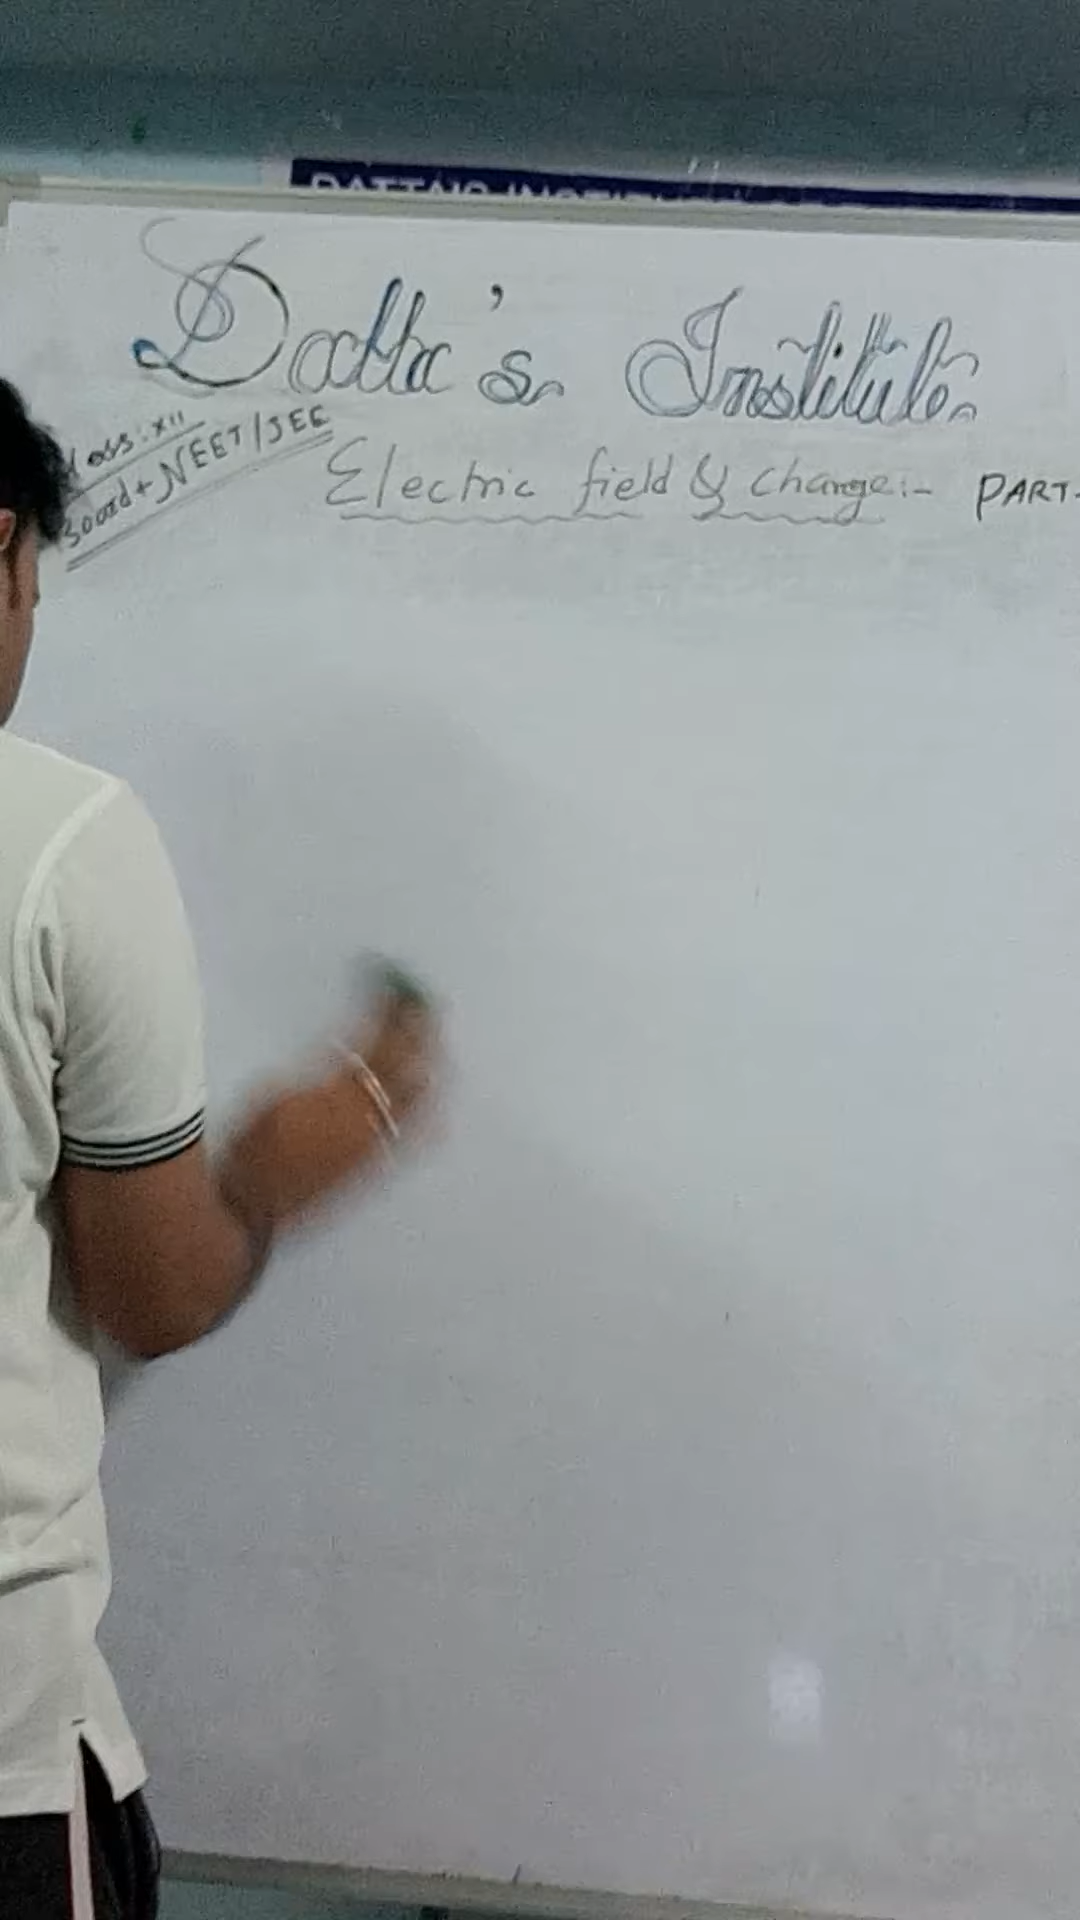 Datta's Institute
Class: XII
Board + NEET/JEE
Electric field & charge:- PART-